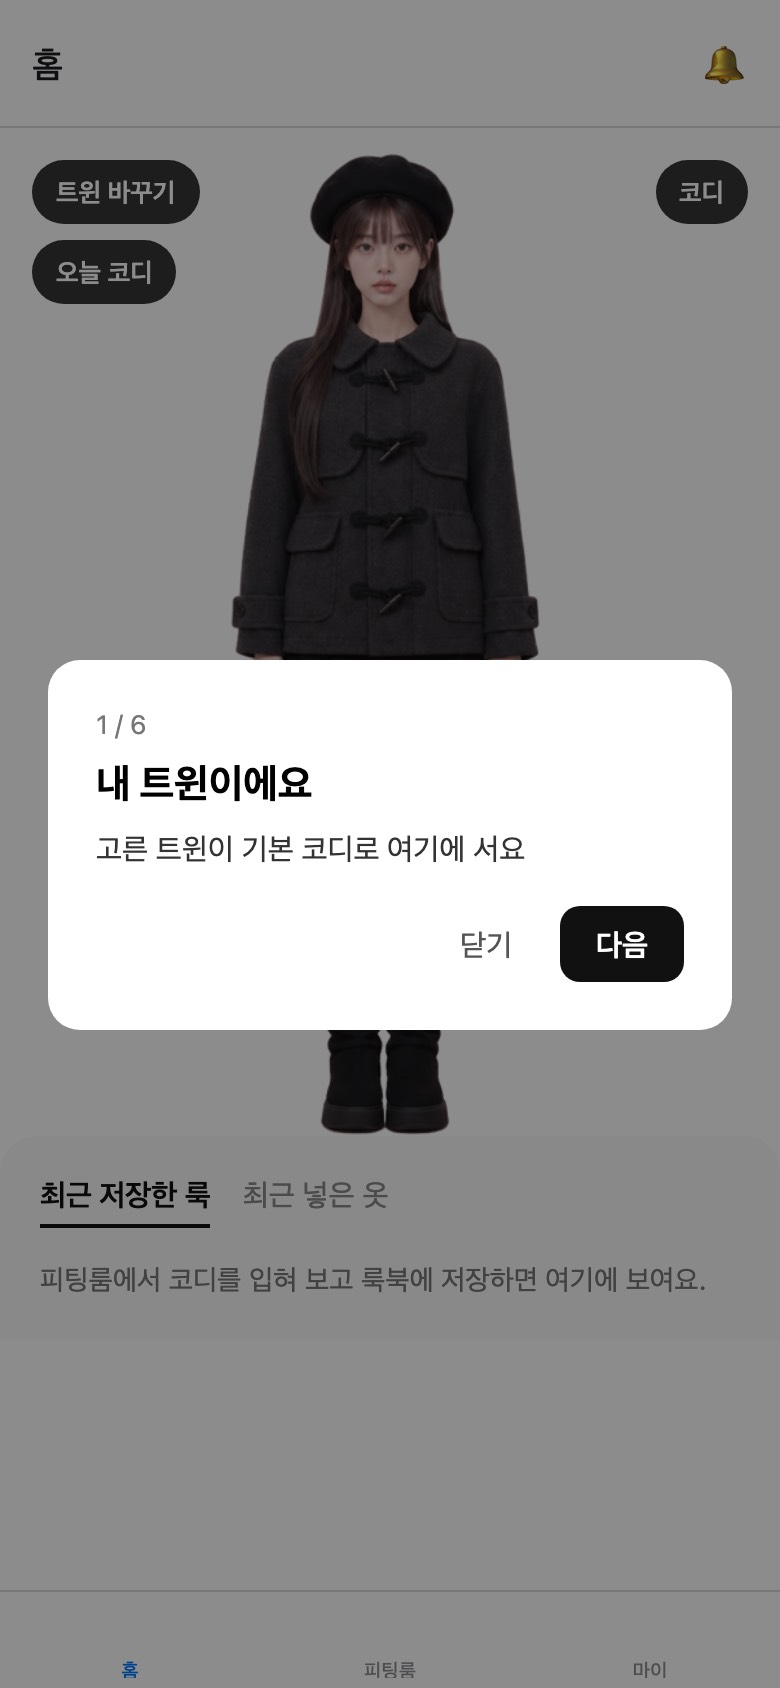 홈
트윈 바꾸기
코디
오늘 코디
1 / 6
내 트윈이에요
고른 트윈이 기본 코디로 여기에 서요
닫기
다음
최근 저장한 룩
최근 넣은 옷
피팅룸에서 코디를 입혀 보고 룩북에 저장하면 여기에 보여요.
홈
피팅룸
마이